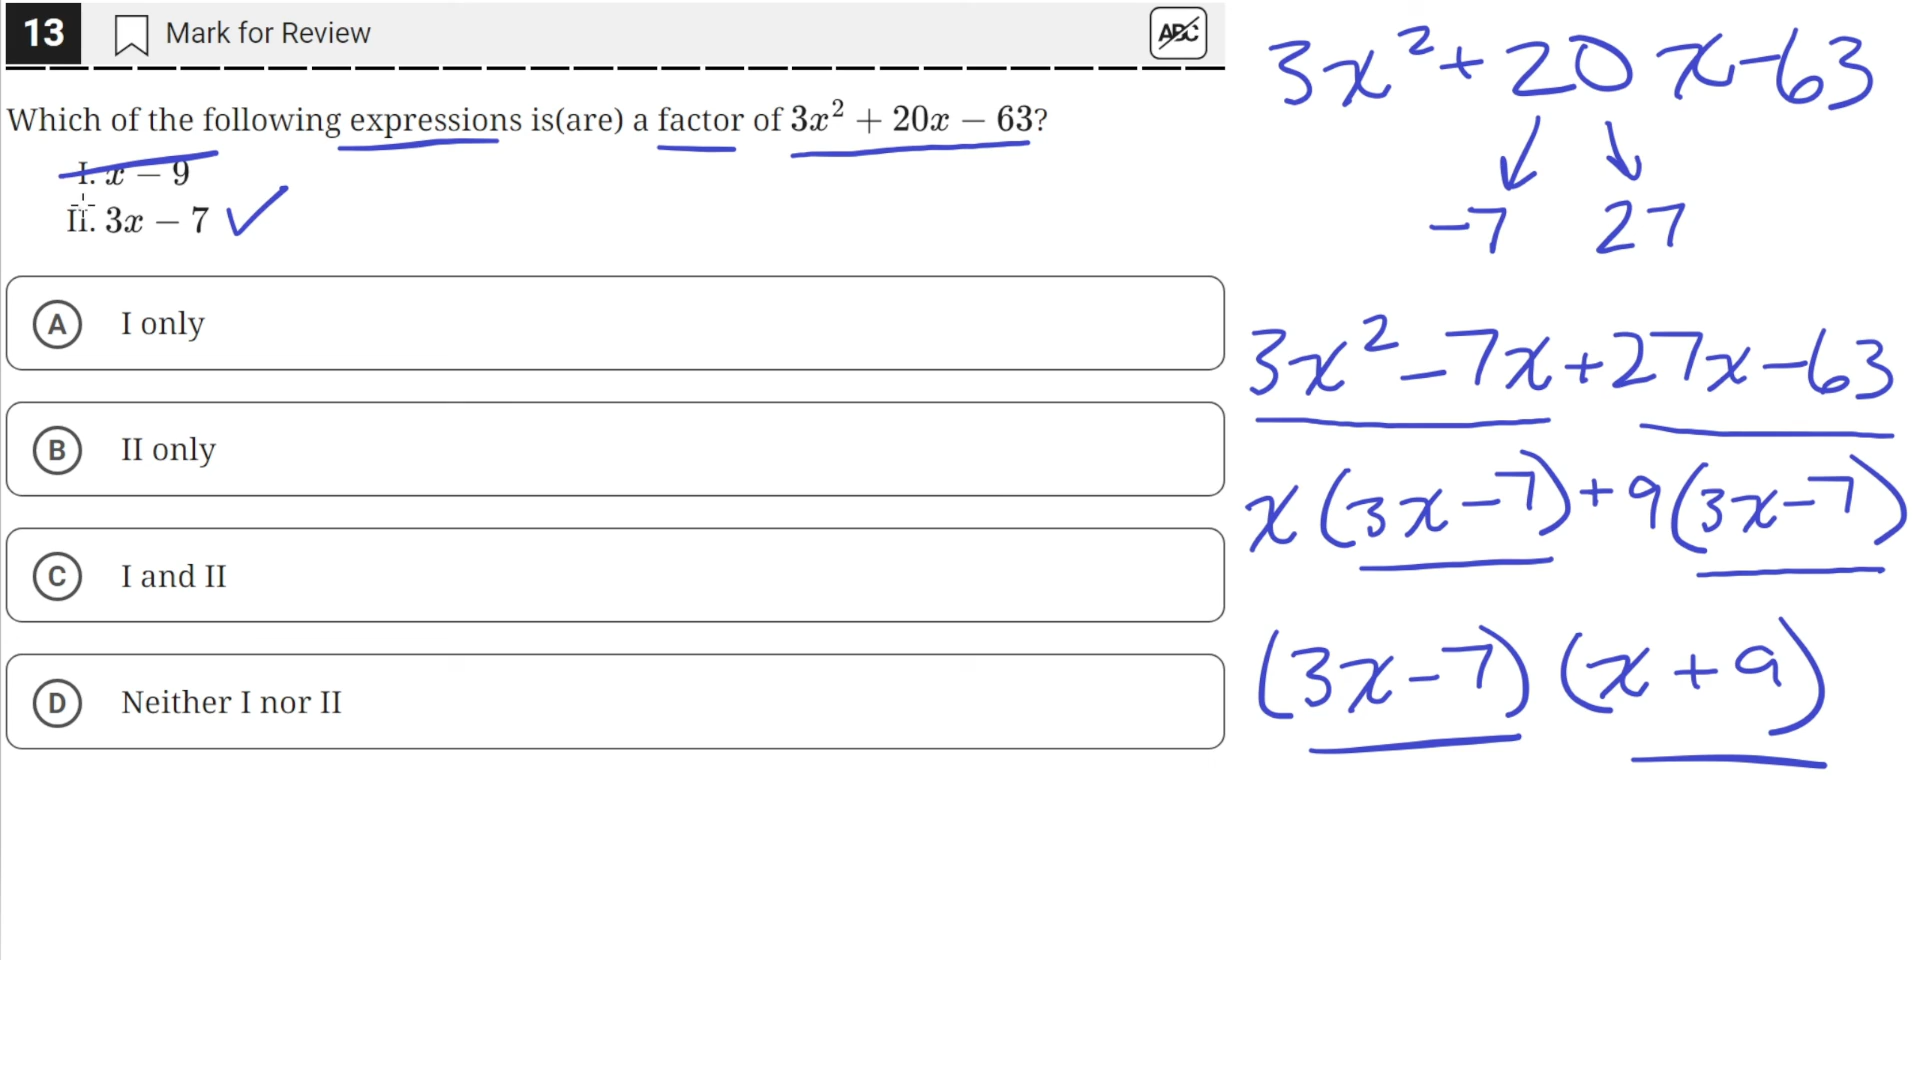 13 Mark for Review ABC
Which of the following expressions is(are) a factor of 3x² + 20x − 63?
I. x − 9
II. 3x − 7 ✓
A I only
B II only
C I and II
D Neither I nor II
3x² + 20x − 63
−7 27
3x² − 7x + 27x − 63
x(3x − 7) + 9(3x − 7)
(3x − 7)(x + 9)